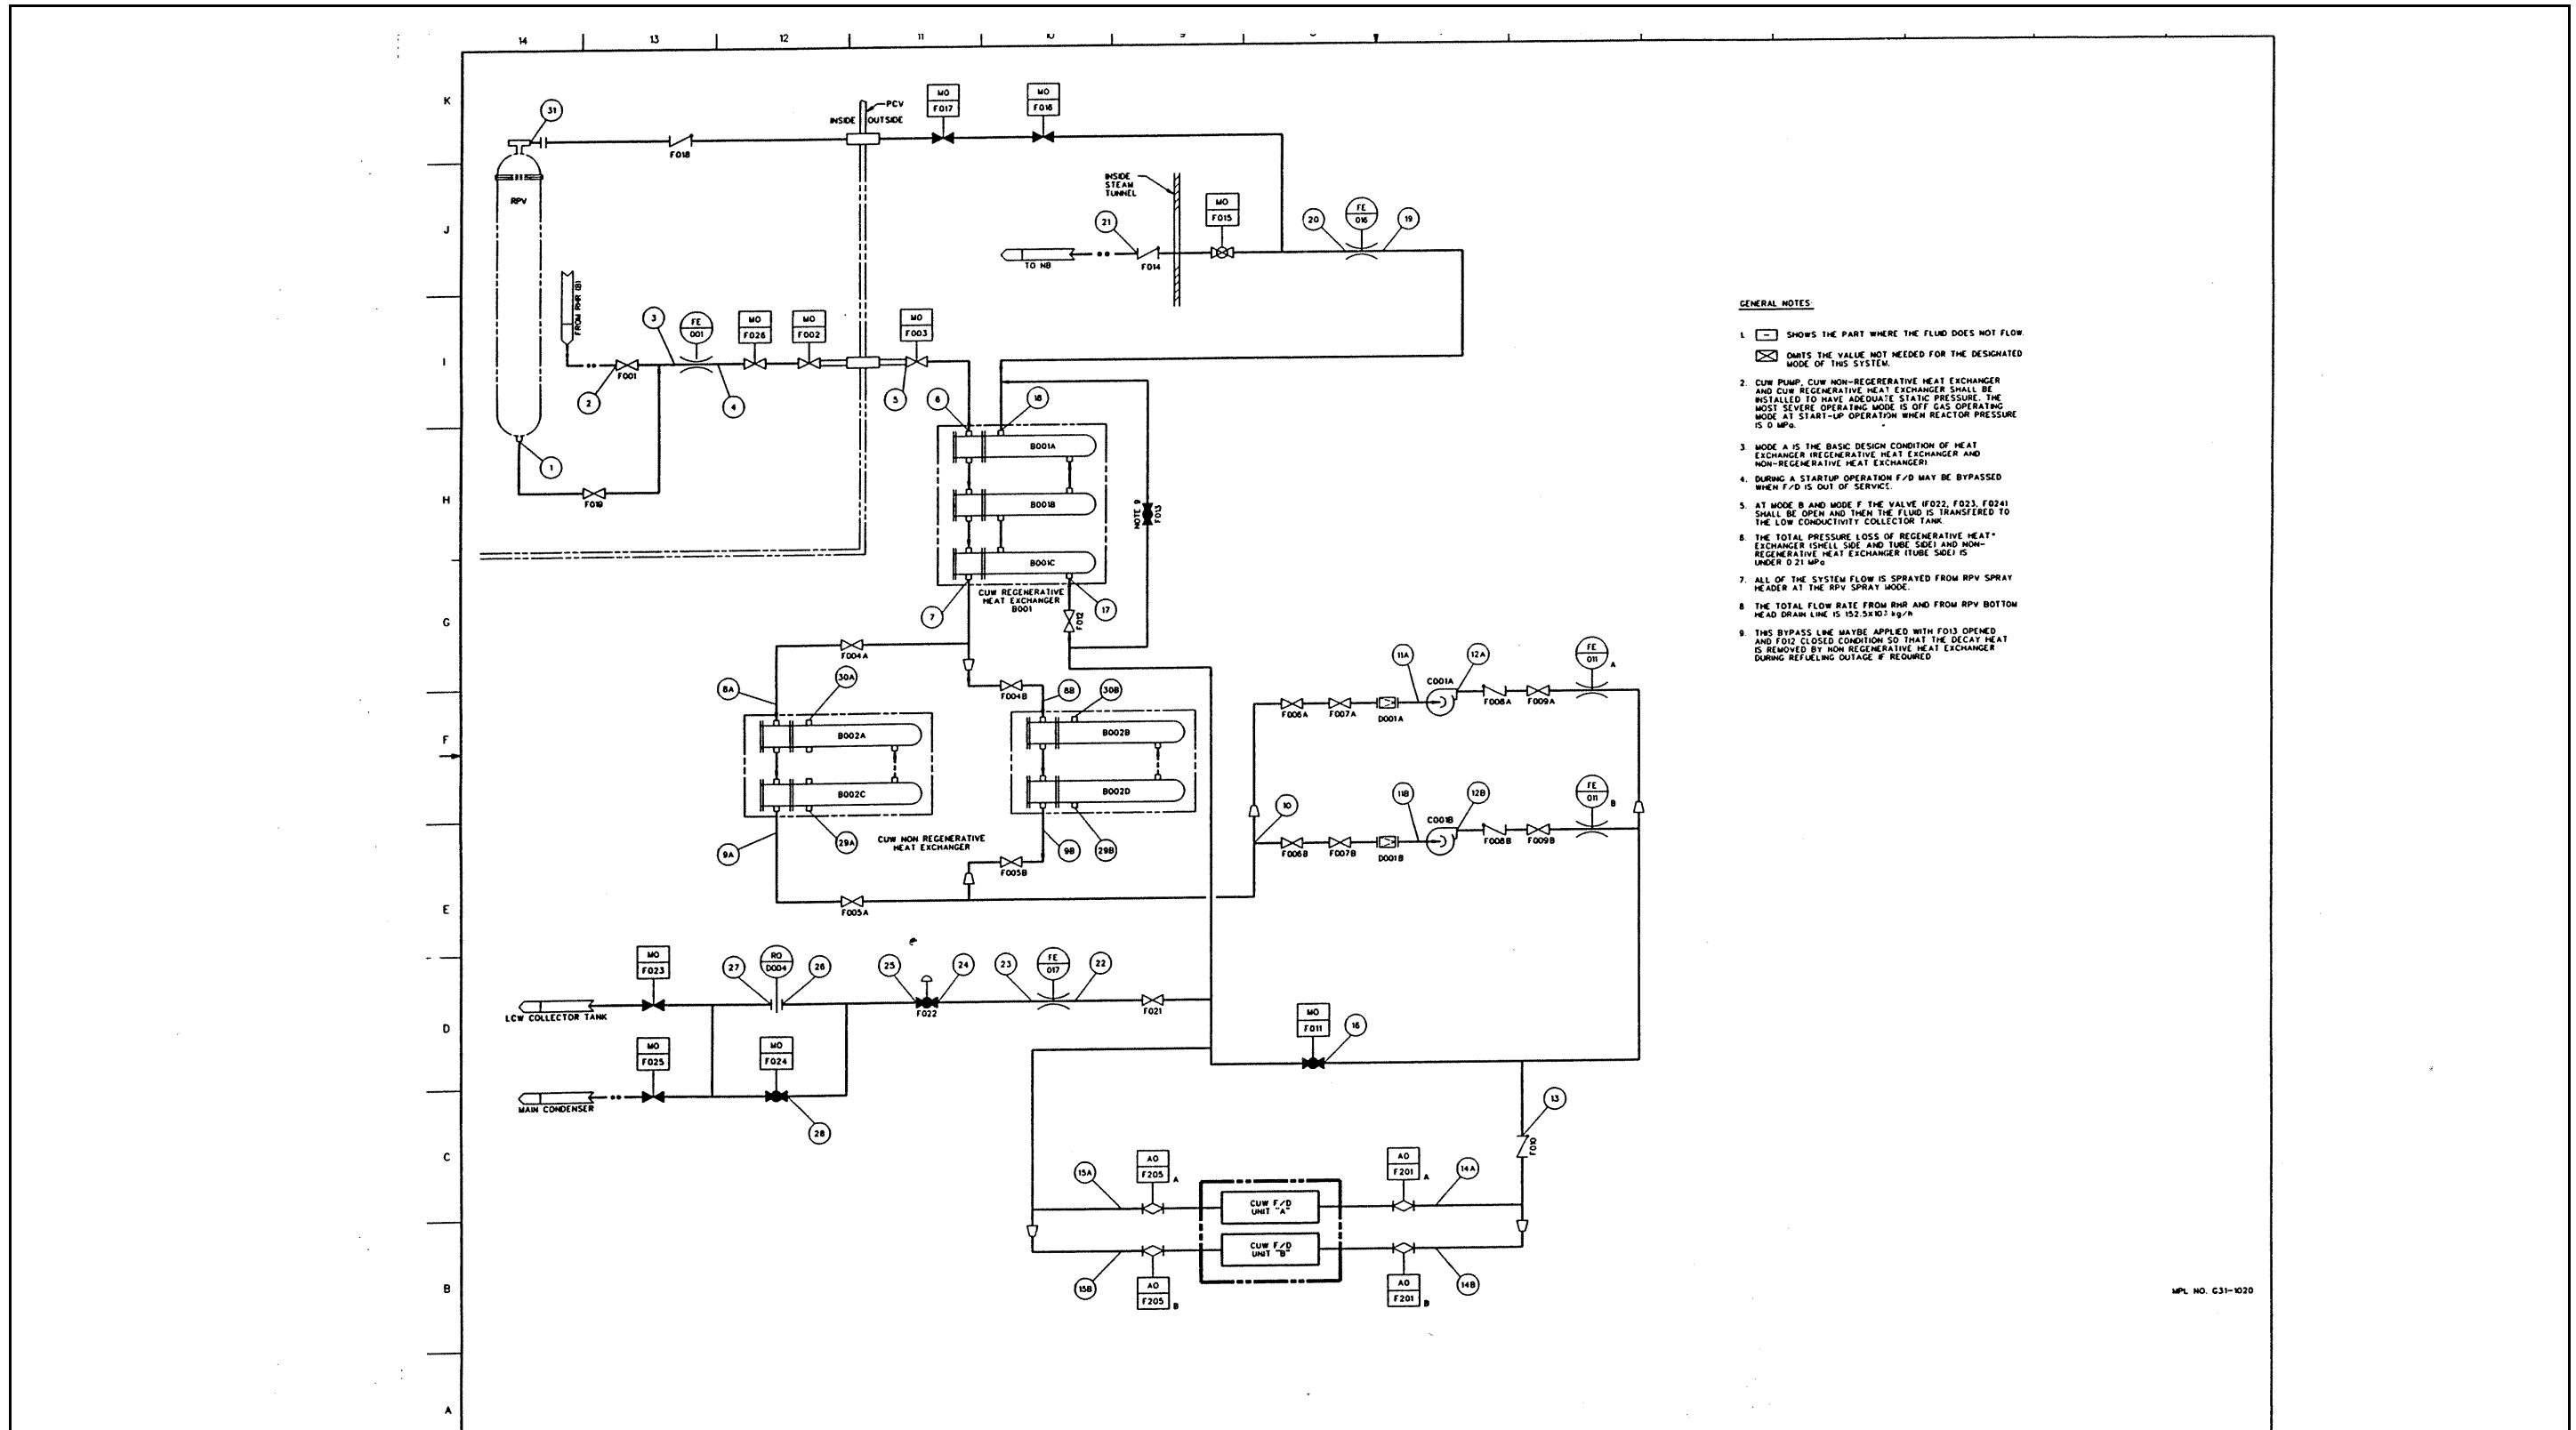 14 13 12 11 10 9 8
K
J
I
H
G
F
E
D
C
B
A
31
F018
RPV
PCV
INSIDE OUTSIDE
MO
F017
MO
F016
INSIDE
STEAM
TUNNEL
MO
F015
21
TO NB
F014
20
FE
016
19
FROM RHR (B)
3
FE
001
MO
F026
MO
F002
MO
F003
2
F001
4
5
6
18
1
F019
B001A
B001B
B001C
NOTE 9
F013
CUW REGENERATIVE
HEAT EXCHANGER
B001
7
17
F012
F004A
F004B
8A
30A
8B
30B
B002A
B002C
B002B
B002D
9A
29A
CUW NON REGENERATIVE
HEAT EXCHANGER
9B
29B
F005B
F005A
11A
12A
C001A
FE
011
A
F006A
F007A
D001A
F008A
F009A
10
11B
12B
C001B
FE
011
B
F006B
F007B
D001B
F008B
F009B
MO
F023
27
RO
D004
26
25
24
23
FE
017
22
LCW COLLECTOR TANK
F022
F021
MO
F025
MO
F024
MAIN CONDENSER
28
MO
F011
16
13
F010
15A
AO
F205
A
AO
F201
A
14A
CUW F/D
UNIT "A"
CUW F/D
UNIT "B"
15B
AO
F205
B
AO
F201
B
14B
GENERAL NOTES:
1. - SHOWS THE PART WHERE THE FLUID DOES NOT FLOW.
OMITS THE VALUE NOT NEEDED FOR THE DESIGNATED
MODE OF THIS SYSTEM.
2. CUW PUMP, CUW NON-REGERERATIVE HEAT EXCHANGER
AND CUW REGENERATIVE HEAT EXCHANGER SHALL BE
INSTALLED TO HAVE ADEQUATE STATIC PRESSURE. THE
MOST SEVERE OPERATING MODE IS OFF GAS OPERATING
MODE AT START-UP OPERATION WHEN REACTOR PRESSURE
IS 0 MPa.
3. MODE A IS THE BASIC DESIGN CONDITION OF HEAT
EXCHANGER (REGENERATIVE HEAT EXCHANGER AND
NON-REGENERATIVE HEAT EXCHANGER).
4. DURING A STARTUP OPERATION F/D MAY BE BYPASSED
WHEN F/D IS OUT OF SERVICE.
5. AT MODE B AND MODE F THE VALVE (F022, F023, F024)
SHALL BE OPEN AND THEN THE FLUID IS TRANSFERED TO
THE LOW CONDUCTIVITY COLLECTOR TANK.
6. THE TOTAL PRESSURE LOSS OF REGENERATIVE HEAT
EXCHANGER (SHELL SIDE AND TUBE SIDE) AND NON-
REGENERATIVE HEAT EXCHANGER (TUBE SIDE) IS
UNDER 0.21 MPa
7. ALL OF THE SYSTEM FLOW IS SPRAYED FROM RPV SPRAY
HEADER AT THE RPV SPRAY MODE.
8 THE TOTAL FLOW RATE FROM RHR AND FROM RPV BOTTOM
HEAD DRAIN LINE IS 152.5x10³ kg/h
9. THIS BYPASS LINE MAYBE APPLIED WITH F013 OPENED
AND F012 CLOSED CONDITION SO THAT THE DECAY HEAT
IS REMOVED BY NON REGENERATIVE HEAT EXCHANGER
DURING REFUELING OUTAGE IF REQUIRED
MPL NO. G31-1020